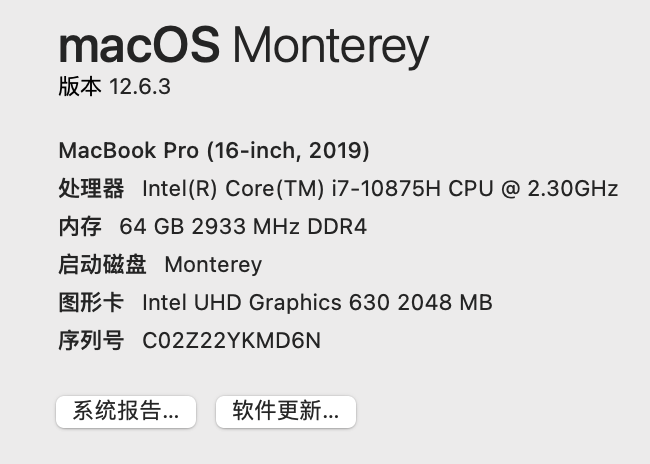 macOS Monterey
版本 12.6.3
MacBook Pro (16-inch, 2019)
处理器 Intel(R) Core(TM) i7-10875H CPU @ 2.30GHz
内存 64 GB 2933 MHz DDR4
启动磁盘 Monterey
图形卡 Intel UHD Graphics 630 2048 MB
序列号 C02Z22YKMD6N
系统报告... 软件更新...